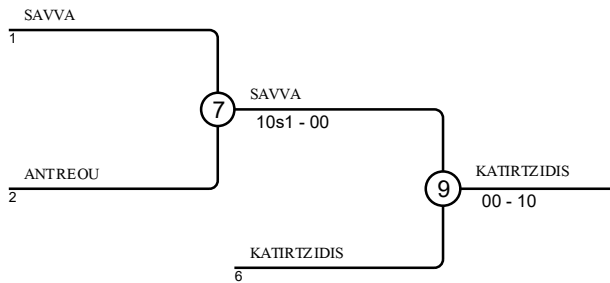 SAVVA
1
7
SAVVA
10s1 - 00
ANTREOU
2
9
KATIRTZIDIS
00 - 10
KATIRTZIDIS
6